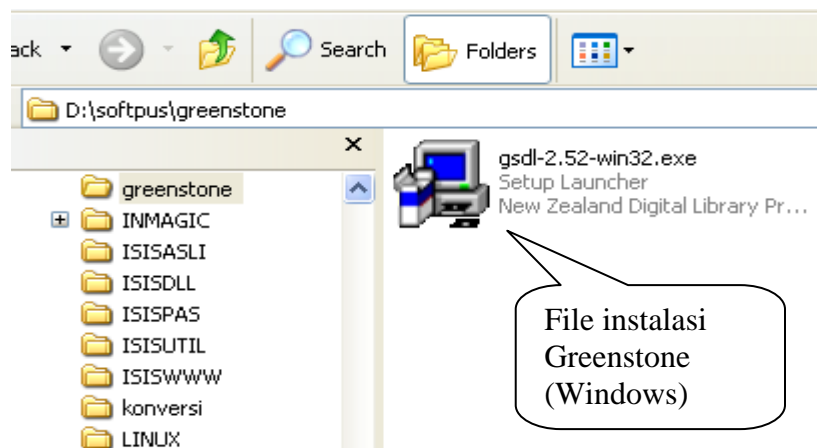 ack
Search
Folders
D:\softpus\greenstone
greenstone
INMAGIC
ISISASLI
ISISDLL
ISISPAS
ISISUTIL
ISISWWW
konversi
LINUX
gsdl-2.52-win32.exe
Setup Launcher
New Zealand Digital Library Pr...
File instalasi
Greenstone
(Windows)